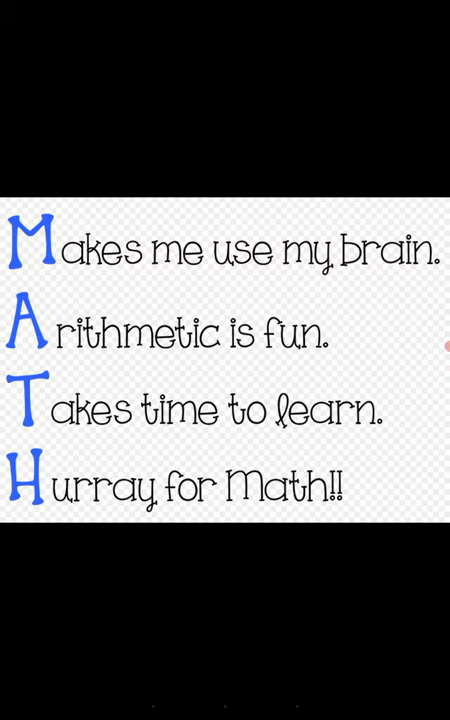 Makes me use my brain.
Arithmetic is fun.
Takes time to learn.
Hurray for Math!!